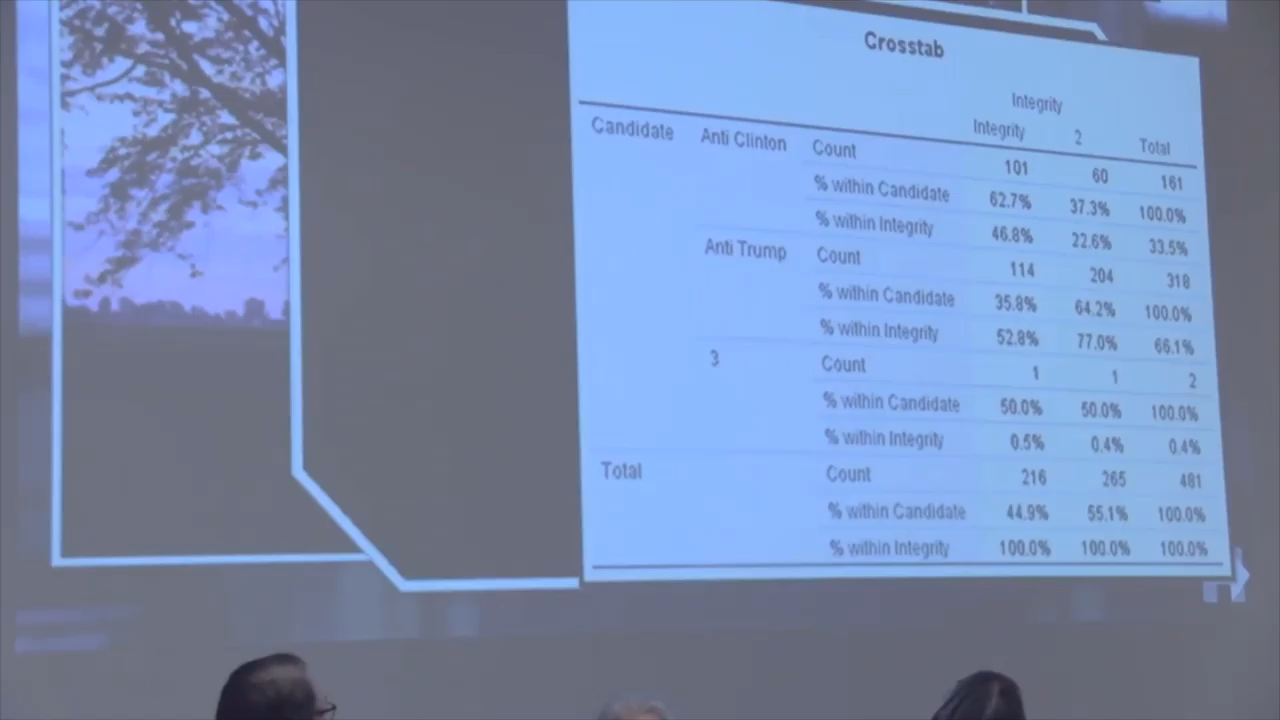 Crosstab
Integrity
Integrity 2 Total
Candidate Anti Clinton Count 101 60 161
% within Candidate 62.7% 37.3% 100.0%
% within Integrity 46.8% 22.6% 33.5%
Anti Trump Count 114 204 318
% within Candidate 35.8% 64.2% 100.0%
% within Integrity 52.8% 77.0% 66.1%
3 Count 1 1 2
% within Candidate 50.0% 50.0% 100.0%
% within Integrity 0.5% 0.4% 0.4%
Total Count 216 265 481
% within Candidate 44.9% 55.1% 100.0%
% within Integrity 100.0% 100.0% 100.0%